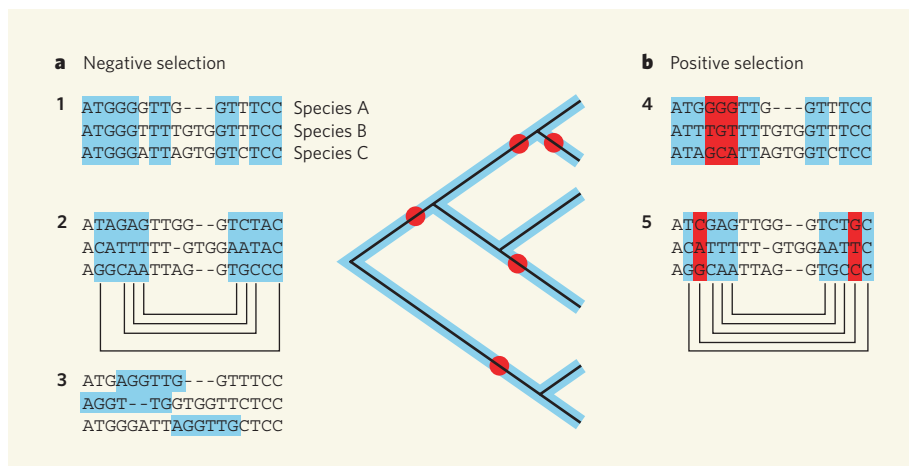 a Negative selection
1 ATGGGGTTG---GTTTCC Species A
ATGGGTTTTGTGGTTTCC Species B
ATGGGATTAGTGGTCTCC Species C
2 ATAGAGTTGG--GTCTAC
ACATTTTT-GTGGAATAC
AGGCAATTAG--GTGCCC
3 ATGAGGTTG---GTTTCC
AGGT--TGGTGGTTCTCC
ATGGGATTAGGTTGCTCC
b Positive selection
4 ATGGGGTTG---GTTTCC
ATTTGTTTTGTGGTTTCC
ATAGCATTAGTGGTCTCC
5 ATCGAGTTGG--GTCTGC
ACATTTTT-GTGGAATTC
AGGCAATTAG--GTGCCC